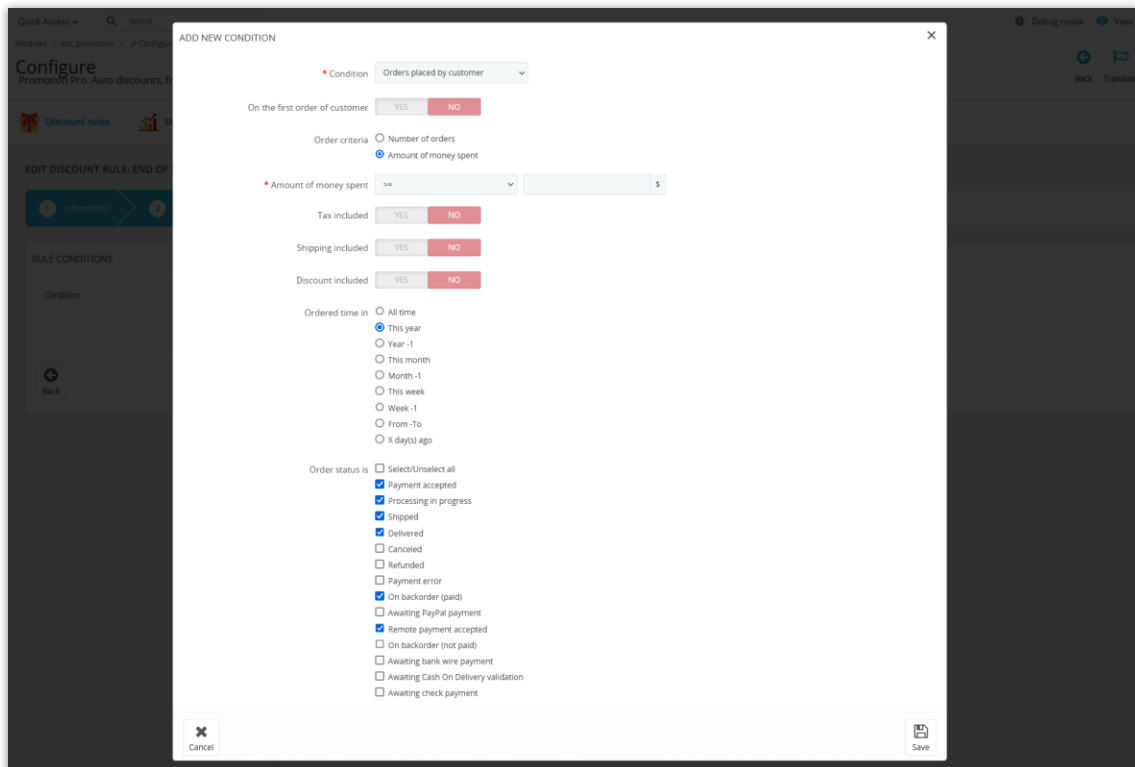 Quick Access
Search
Debug mode
View
Modules / ets_promotion / Configure
Configure
Promotion Pro: Auto discounts, fr
Back
Translate
Discount rules
EDIT DISCOUNT RULE: END OF
1 Information
2
RULE CONDITIONS
Condition
Back
ADD NEW CONDITION
×
* Condition Orders placed by customer
On the first order of customer YES NO
Order criteria Number of orders
Amount of money spent
* Amount of money spent >= $
Tax included YES NO
Shipping included YES NO
Discount included YES NO
Ordered time in All time
This year
Year -1
This month
Month -1
This week
Week -1
From -To
X day(s) ago
Order status is Select/Unselect all
Payment accepted
Processing in progress
Shipped
Delivered
Canceled
Refunded
Payment error
On backorder (paid)
Awaiting PayPal payment
Remote payment accepted
On backorder (not paid)
Awaiting bank wire payment
Awaiting Cash On Delivery validation
Awaiting check payment
Cancel
Save